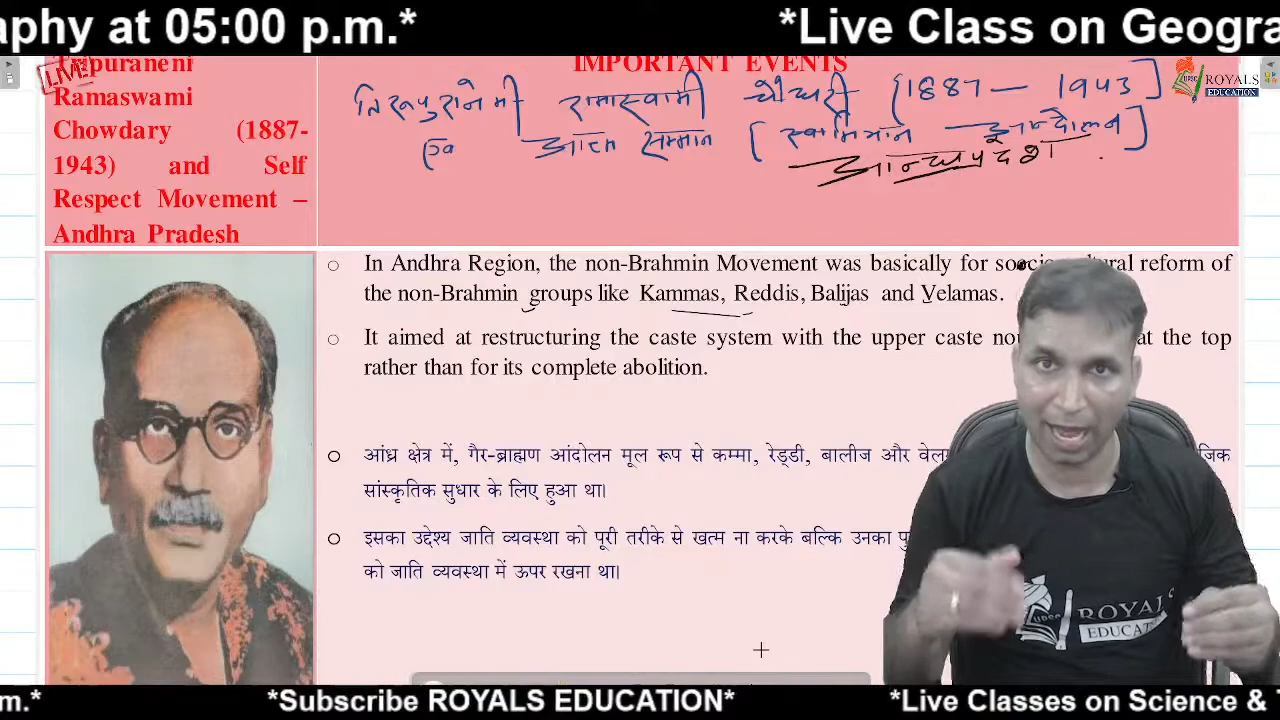 aphy at 05:00 p.m.*
*Live Class on Geogra
LIVE
Tripuraneni
Ramaswami
Chowdary (1887-
1943) and Self
Respect Movement –
Andhra Pradesh
IMPORTANT EVENTS
रामास्वामी चौधरी [1887 – 1943]
एवं आत्म सम्मान [स्वाभिमान आन्दोलन]
आन्ध्रप्रदेश
ROYALS
EDUCATION
○ In Andhra Region, the non-Brahmin Movement was basically for reform of
the non-Brahmin groups like Kammas, Reddis, Balijas and Velamas.
○ It aimed at restructuring the caste system with the upper caste at the top
rather than for its complete abolition.
○ आंध्र क्षेत्र में, गैर-ब्राह्मण आंदोलन मूल रूप से कम्मा, रेड्डी, बालीज और
सांस्कृतिक सुधार के लिए हुआ था।
○ इसका उद्देश्य जाति व्यवस्था को पूरी तरीके से खत्म ना करके बल्कि उनका
को जाति व्यवस्था में ऊपर रखना था।
UPSC
ROYALS
EDUCATION
m.*
*Subscribe ROYALS EDUCATION*
*Live Classes on Science &